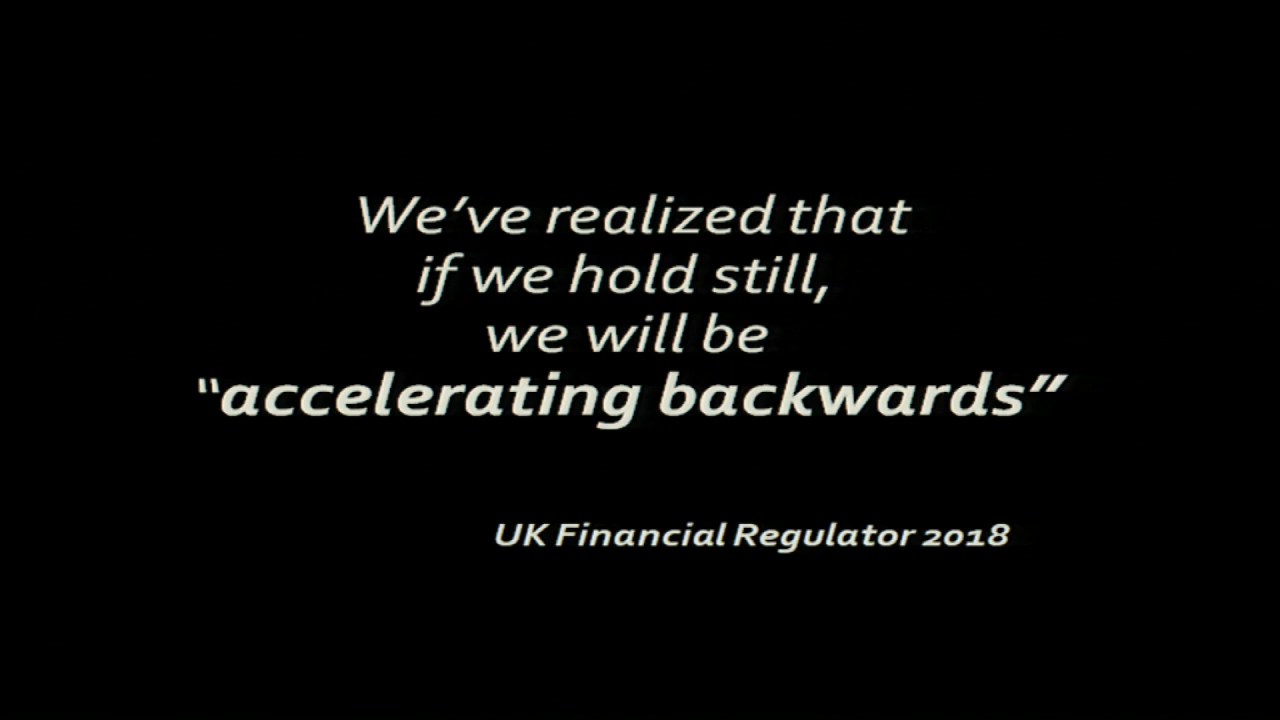 We’ve realized that
if we hold still,
we will be
“accelerating backwards”
UK Financial Regulator 2018